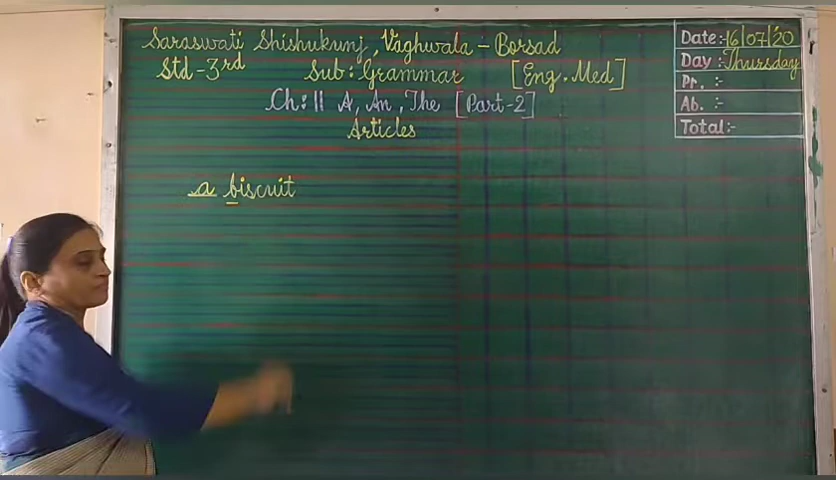 Saraswati Shishukunj, Vaghwala - Borsad
Std - 3rd Sub: Grammar [Eng. Med]
Ch: 11 A, An, The [Part-2]
Articles
Date:- 16/07/'20
Day :- Thursday
Pr. :-
Ab. :-
Total:-
a biscuit